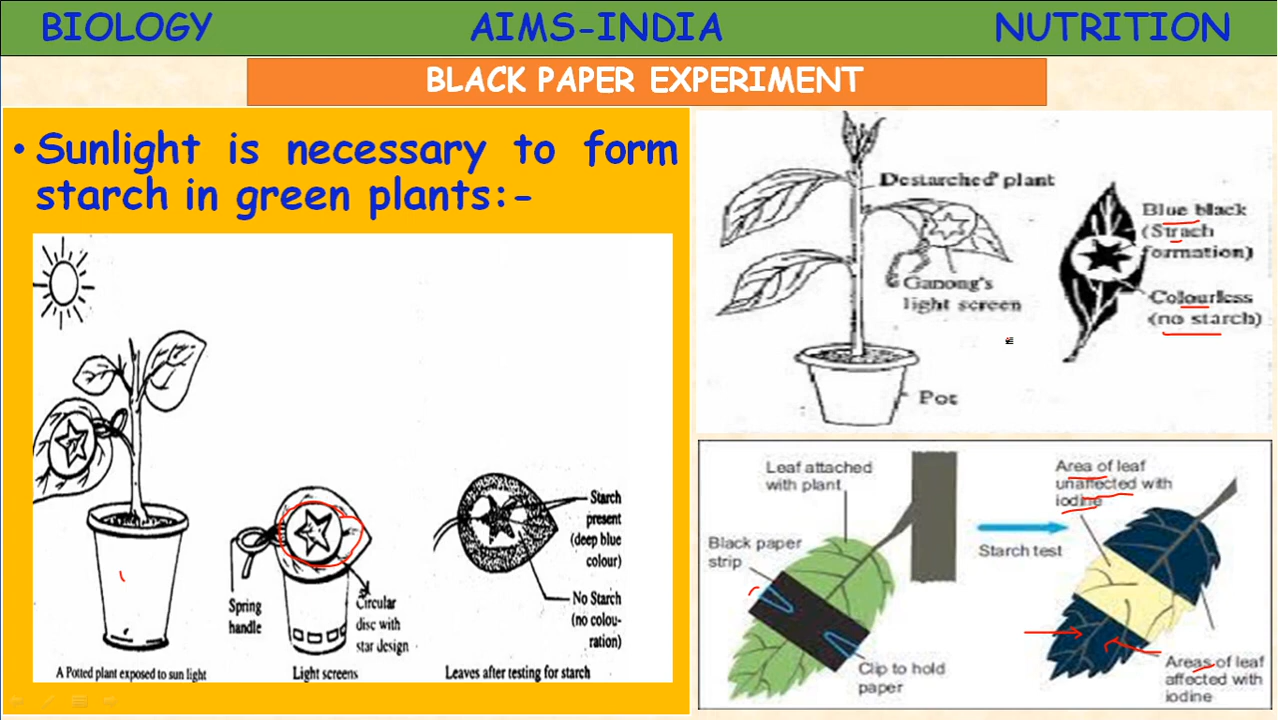 BIOLOGY AIMS-INDIA NUTRITION
BLACK PAPER EXPERIMENT
• Sunlight is necessary to form
starch in green plants:-
Spring
handle
Circular
disc with
star design
Starch
present
(deep blue
colour)
No Starch
(no colou-
ration)
A Potted plant exposed to sun light
Light screens
Leaves after testing for starch
Destarched plant
Ganong's
light screen
Pot
Blue black
(Strach
formation)
Colourless
(no starch)
Leaf attached
with plant
Black paper
strip
Clip to hold
paper
Starch test
Area of leaf
unaffected with
iodine
Areas of leaf
affected with
iodine